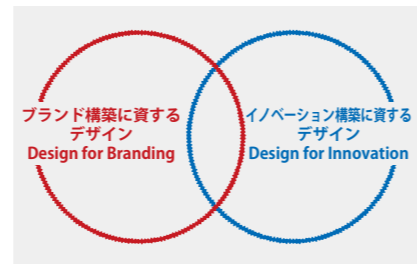 ブランド構築に資する
デザイン
Design for Branding
イノベーション構築に資する
デザイン
Design for Innovation